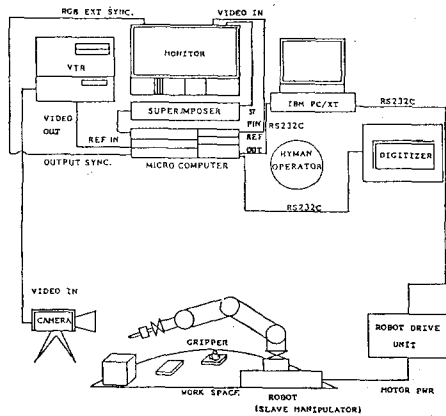 RGB EXT SYNC.
VIDEO IN
MONITOR
VTR
SUPERIMPOSER
IBM PC/XT
RS232C
ST PIN
RS232C
VIDEO OUT
REF IN
REF OUT
HYMAN OPERATOR
DIGITIZER
OUTPUT SYNC.
MICRO COMPUTER
RS232C
VIDEO IN
CAMERA
GRIPPER
ROBOT DRIVE UNIT
WORK SPACE
ROBOT
(SLAVE MANIPULATOR)
MOTOR PWR